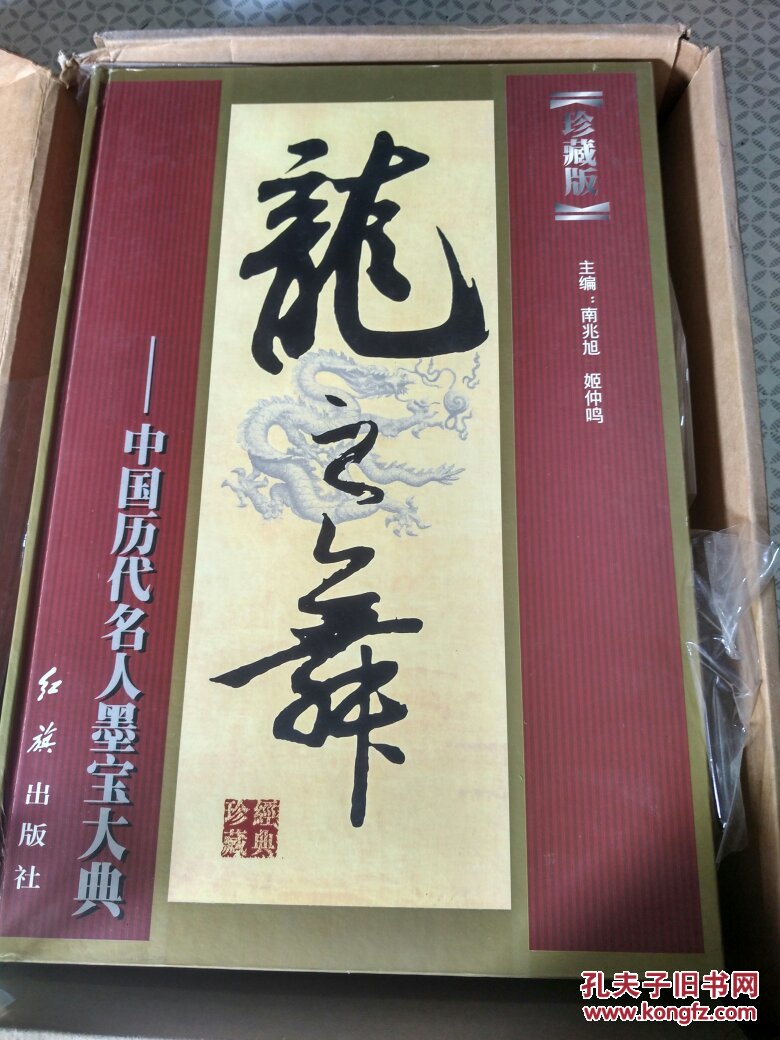 【珍藏版】
主编：南兆旭 姬仲鸣
龍之舞
經典
珍藏
——中国历代名人墨宝大典
红旗出版社
孔夫子旧书网
www.kongfz.com